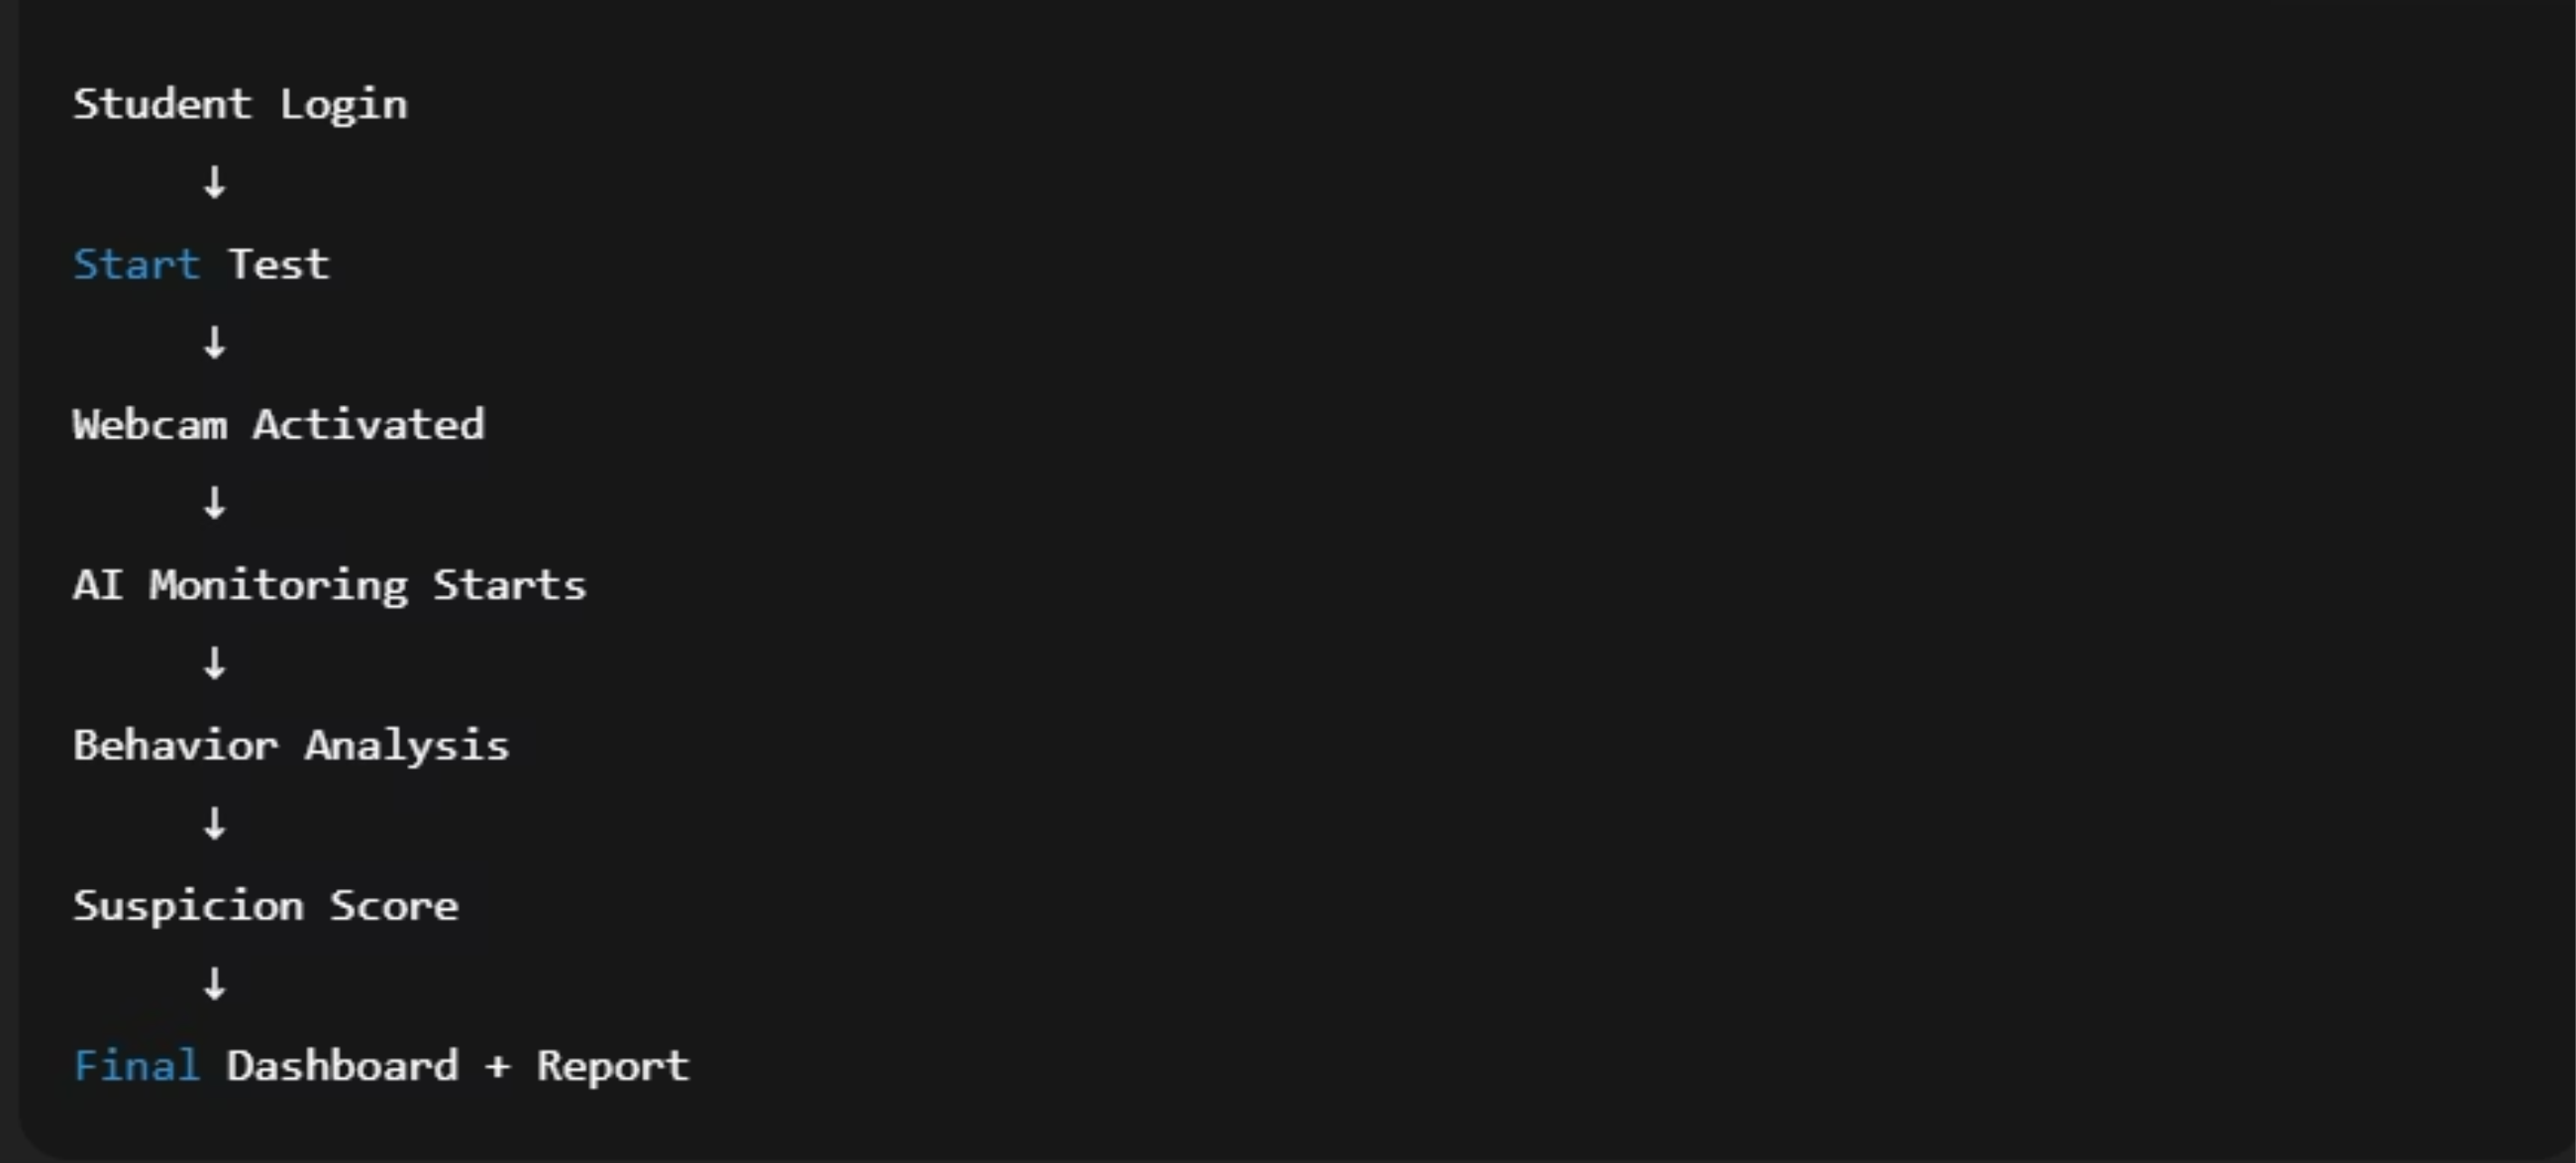 Student Login
↓
Start Test
↓
Webcam Activated
↓
AI Monitoring Starts
↓
Behavior Analysis
↓
Suspicion Score
↓
Final Dashboard + Report